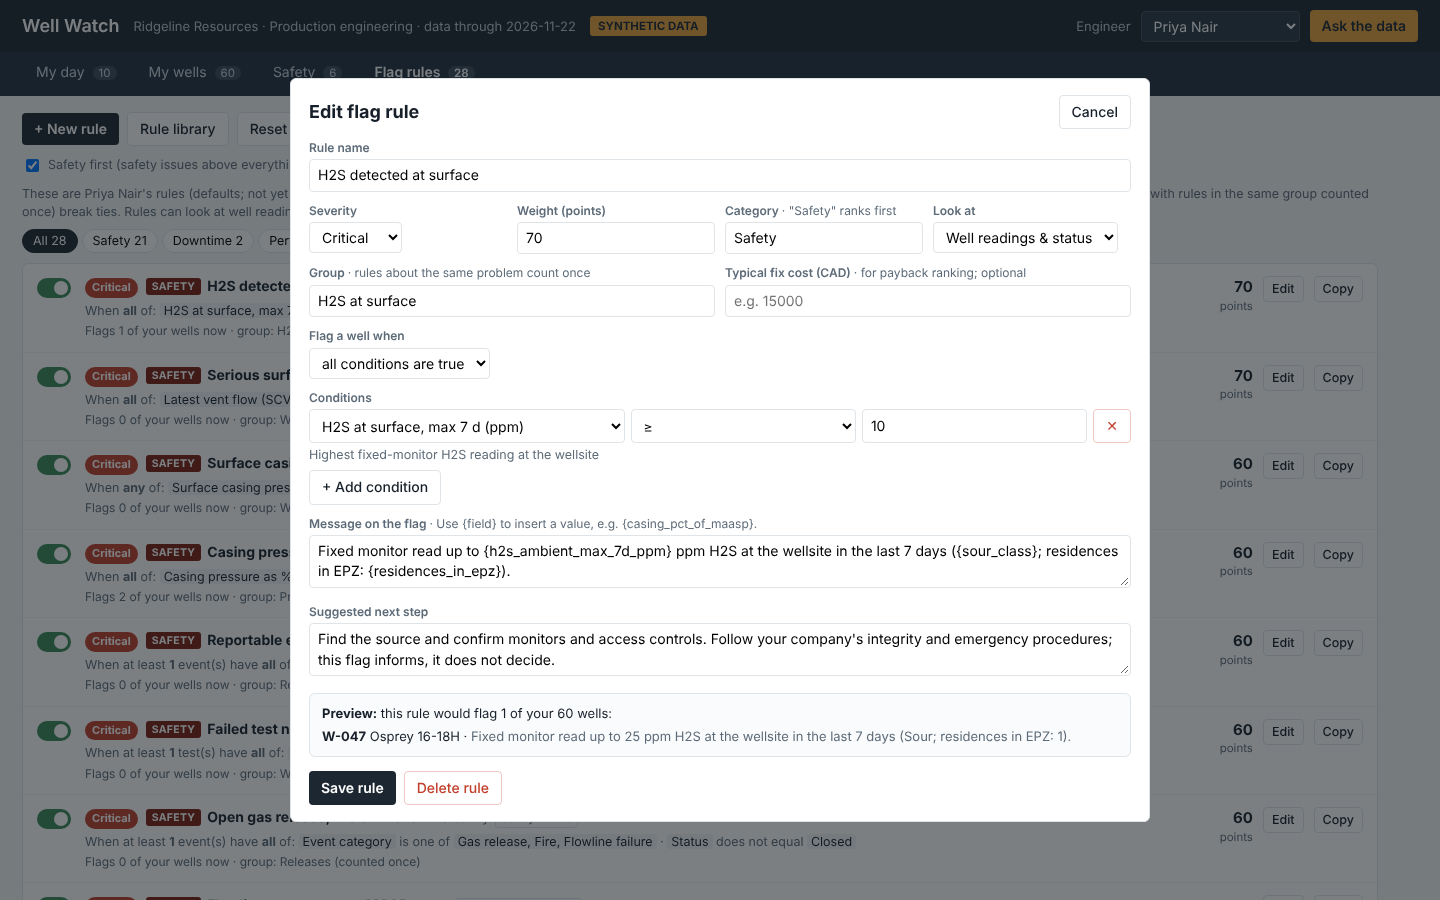 Well Watch Ridgeline Resources · Production engineering · data through 2026-11-22 SYNTHETIC DATA Engineer Priya Nair Ask the data
My day 10 My wells 60 Safety 6 Flag rules 28
+ New rule Rule library Reset
Safety first (safety issues above everythi
These are Priya Nair's rules (defaults; not yet with rules in the same group counted
once) break ties. Rules can look at well readin
All 28 Safety 21 Downtime 2 Per
Edit flag rule Cancel
Rule name
H2S detected at surface
Severity Weight (points) Category · "Safety" ranks first Look at
Critical 70 Safety Well readings & status
Group · rules about the same problem count once Typical fix cost (CAD) · for payback ranking; optional
H2S at surface e.g. 15000
Flag a well when
all conditions are true
Conditions
H2S at surface, max 7 d (ppm) ≥ 10 ×
Highest fixed-monitor H2S reading at the wellsite
+ Add condition
Message on the flag · Use {field} to insert a value, e.g. {casing_pct_of_maasp}.
Fixed monitor read up to {h2s_ambient_max_7d_ppm} ppm H2S at the wellsite in the last 7 days ({sour_class}; residences
in EPZ: {residences_in_epz}).
Suggested next step
Find the source and confirm monitors and access controls. Follow your company's integrity and emergency procedures;
this flag informs, it does not decide.
Preview: this rule would flag 1 of your 60 wells:
W-047 Osprey 16-18H · Fixed monitor read up to 25 ppm H2S at the wellsite in the last 7 days (Sour; residences in EPZ: 1).
Save rule Delete rule
Critical SAFETY H2S detecte 70 Edit Copy
When all of: H2S at surface, max 7 points
Flags 1 of your wells now · group: H2
Critical SAFETY Serious surf 70 Edit Copy
When all of: Latest vent flow (SCV points
Flags 0 of your wells now · group: W
Critical SAFETY Surface casi 60 Edit Copy
When any of: Surface casing pres points
Flags 0 of your wells now · group: W
Critical SAFETY Casing press 60 Edit Copy
When all of: Casing pressure as % points
Flags 2 of your wells now · group: Pr
Critical SAFETY Reportable e 60 Edit Copy
When at least 1 event(s) have all of: points
Flags 0 of your wells now · group: Re
Critical SAFETY Failed test n 60 Edit Copy
When at least 1 test(s) have all of: points
Flags 0 of your wells now · group: W
Critical SAFETY Open gas re 60 Edit Copy
When at least 1 event(s) have all of: Event category is one of Gas release, Fire, Flowline failure · Status does not equal Closed points
Flags 0 of your wells now · group: Releases (counted once)